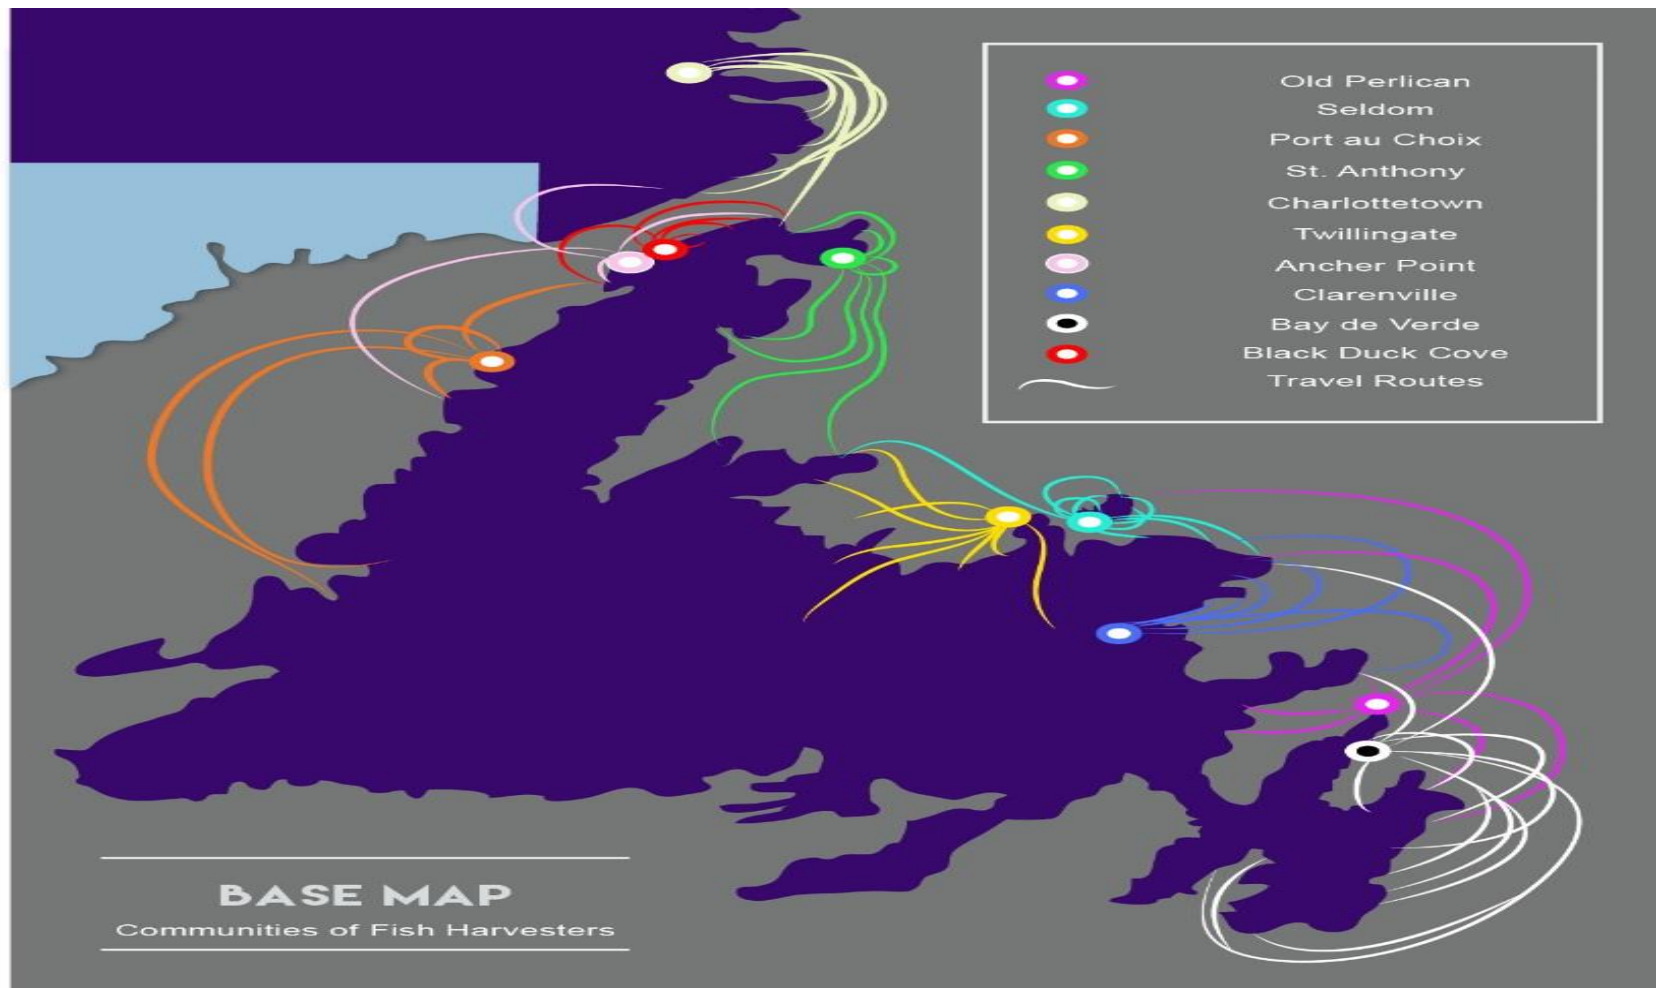 Old Perlican
Seldom
Port au Choix
St. Anthony
Charlottetown
Twillingate
Ancher Point
Clarenville
Bay de Verde
Black Duck Cove
Travel Routes
BASE MAP
Communities of Fish Harvesters